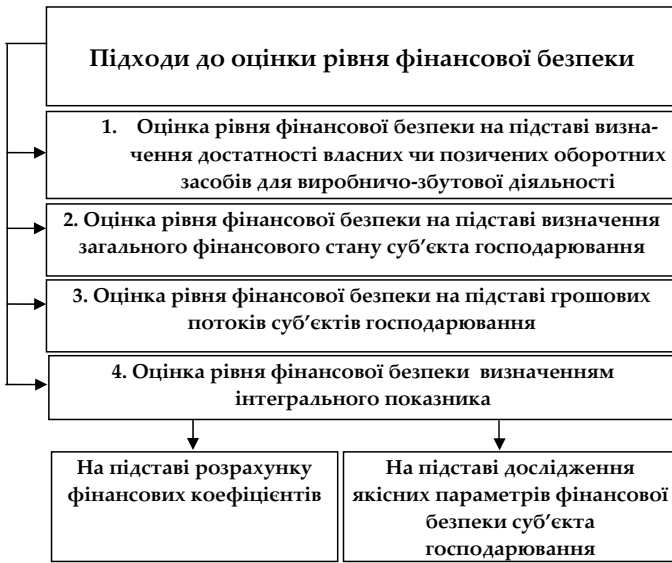 Підходи до оцінки рівня фінансової безпеки
1. Оцінка рівня фінансової безпеки на підставі визна-
чення достатності власних чи позичених оборотних
засобів для виробничо-збутової діяльності
2. Оцінка рівня фінансової безпеки на підставі визначення
загального фінансового стану суб’єкта господарювання
3. Оцінка рівня фінансової безпеки на підставі грошових
потоків суб’єктів господарювання
4. Оцінка рівня фінансової безпеки визначенням
інтегрального показника
На підставі розрахунку
фінансових коефіцієнтів
На підставі дослідження
якісних параметрів фінансової
безпеки суб’єкта
господарювання